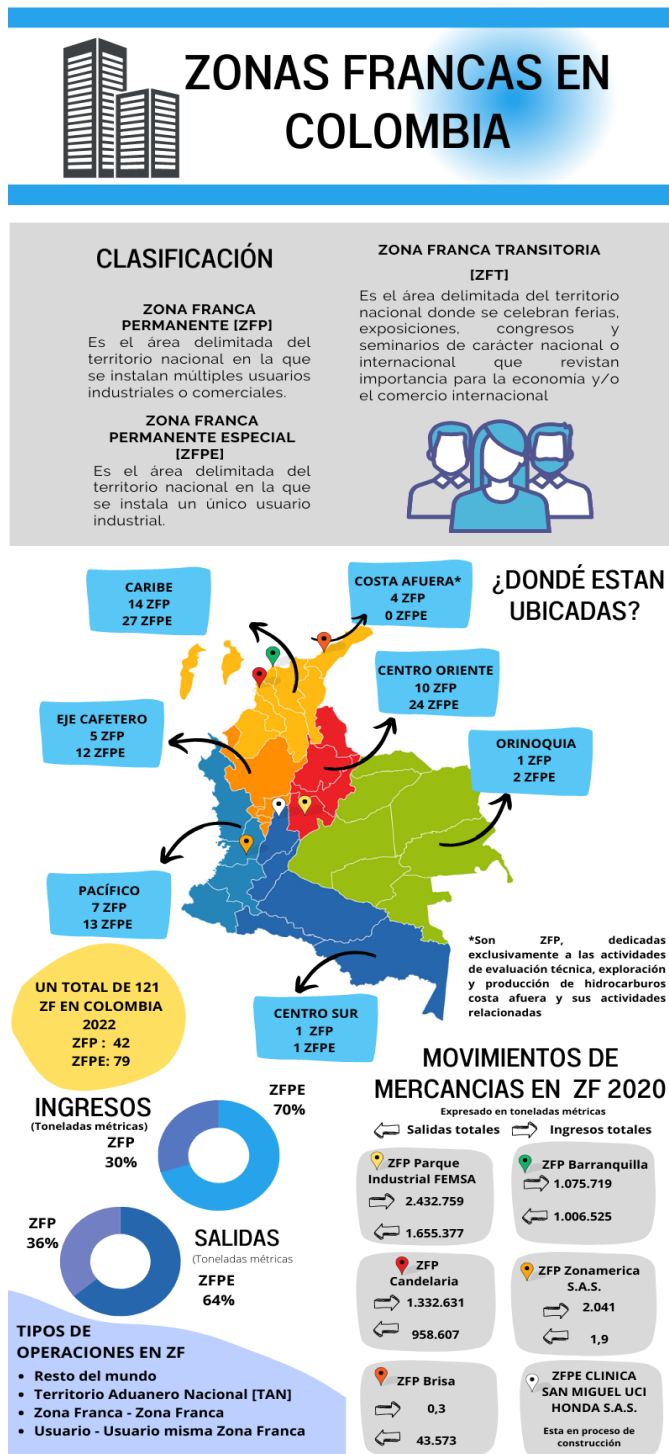 ZONAS FRANCAS EN
COLOMBIA
CLASIFICACIÓN
ZONA FRANCA
PERMANENTE [ZFP]
Es el área delimitada del
territorio nacional en la que
se instalan múltiples usuarios
industriales o comerciales.
ZONA FRANCA
PERMANENTE ESPECIAL
[ZFPE]
Es el área delimitada del
territorio nacional en la que
se instala un único usuario
industrial.
ZONA FRANCA TRANSITORIA
[ZFT]
Es el área delimitada del territorio
nacional donde se celebran ferias,
exposiciones, congresos y
seminarios de carácter nacional o
internacional que revistan
importancia para la economía y/o
el comercio internacional
¿DONDÉ ESTAN
UBICADAS?
CARIBE
14 ZFP
27 ZFPE
COSTA AFUERA*
4 ZFP
0 ZFPE
CENTRO ORIENTE
10 ZFP
24 ZFPE
EJE CAFETERO
5 ZFP
12 ZFPE
ORINOQUIA
1 ZFP
2 ZFPE
PACÍFICO
7 ZFP
13 ZFPE
*Son ZFP, dedicadas
exclusivamente a las actividades
de evaluación técnica, exploración
y producción de hidrocarburos
costa afuera y sus actividades
relacionadas
UN TOTAL DE 121
ZF EN COLOMBIA
2022
ZFP : 42
ZFPE: 79
CENTRO SUR
1 ZFP
1 ZFPE
INGRESOS
(Toneladas métricas)
ZFP
30%
ZFPE
70%
ZFP
36%
SALIDAS
(Toneladas métricas
ZFPE
64%
TIPOS DE
OPERACIONES EN ZF
• Resto del mundo
• Territorio Aduanero Nacional [TAN]
• Zona Franca - Zona Franca
• Usuario - Usuario misma Zona Franca
MOVIMIENTOS DE
MERCANCIAS EN ZF 2020
Expresado en toneladas métricas
Salidas totales
Ingresos totales
ZFP Parque
Industrial FEMSA
2.432.759
1.655.377
ZFP Barranquilla
1.075.719
1.006.525
ZFP
Candelaria
1.332.631
958.607
ZFP Zonamerica
S.A.S.
2.041
1,9
ZFP Brisa
0,3
43.573
ZFPE CLINICA
SAN MIGUEL UCI
HONDA S.A.S.
Esta en proceso de
construcción